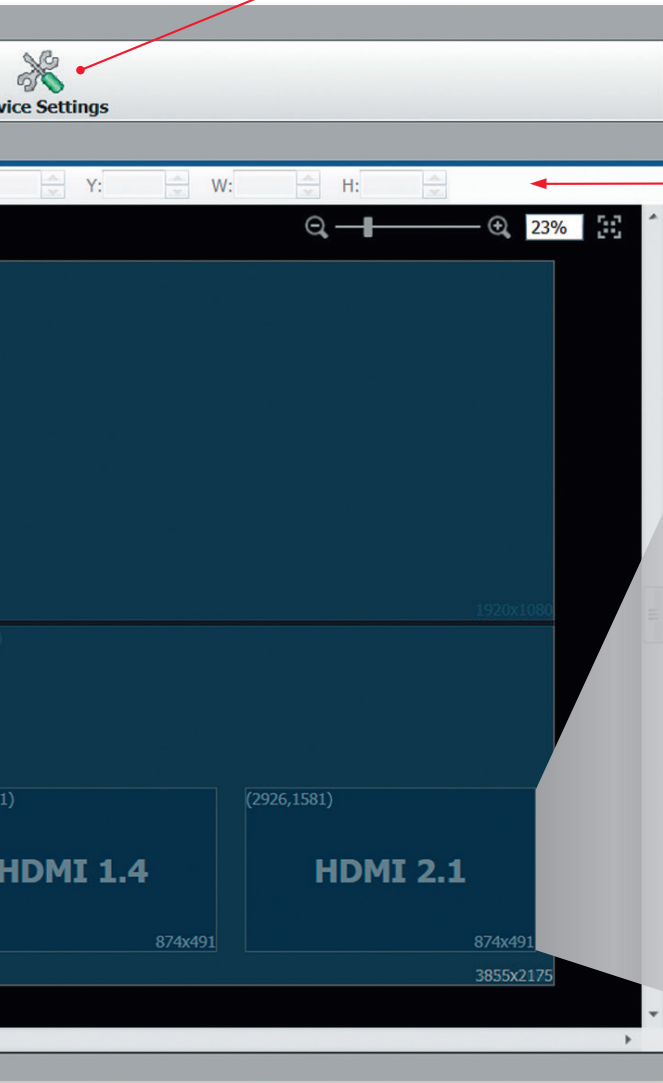 vice Settings
Y: W: H:
23%
1920x1080
)
1) (2926,1581)
HDMI 1.4 HDMI 2.1
874x491 874x491
3855x2175